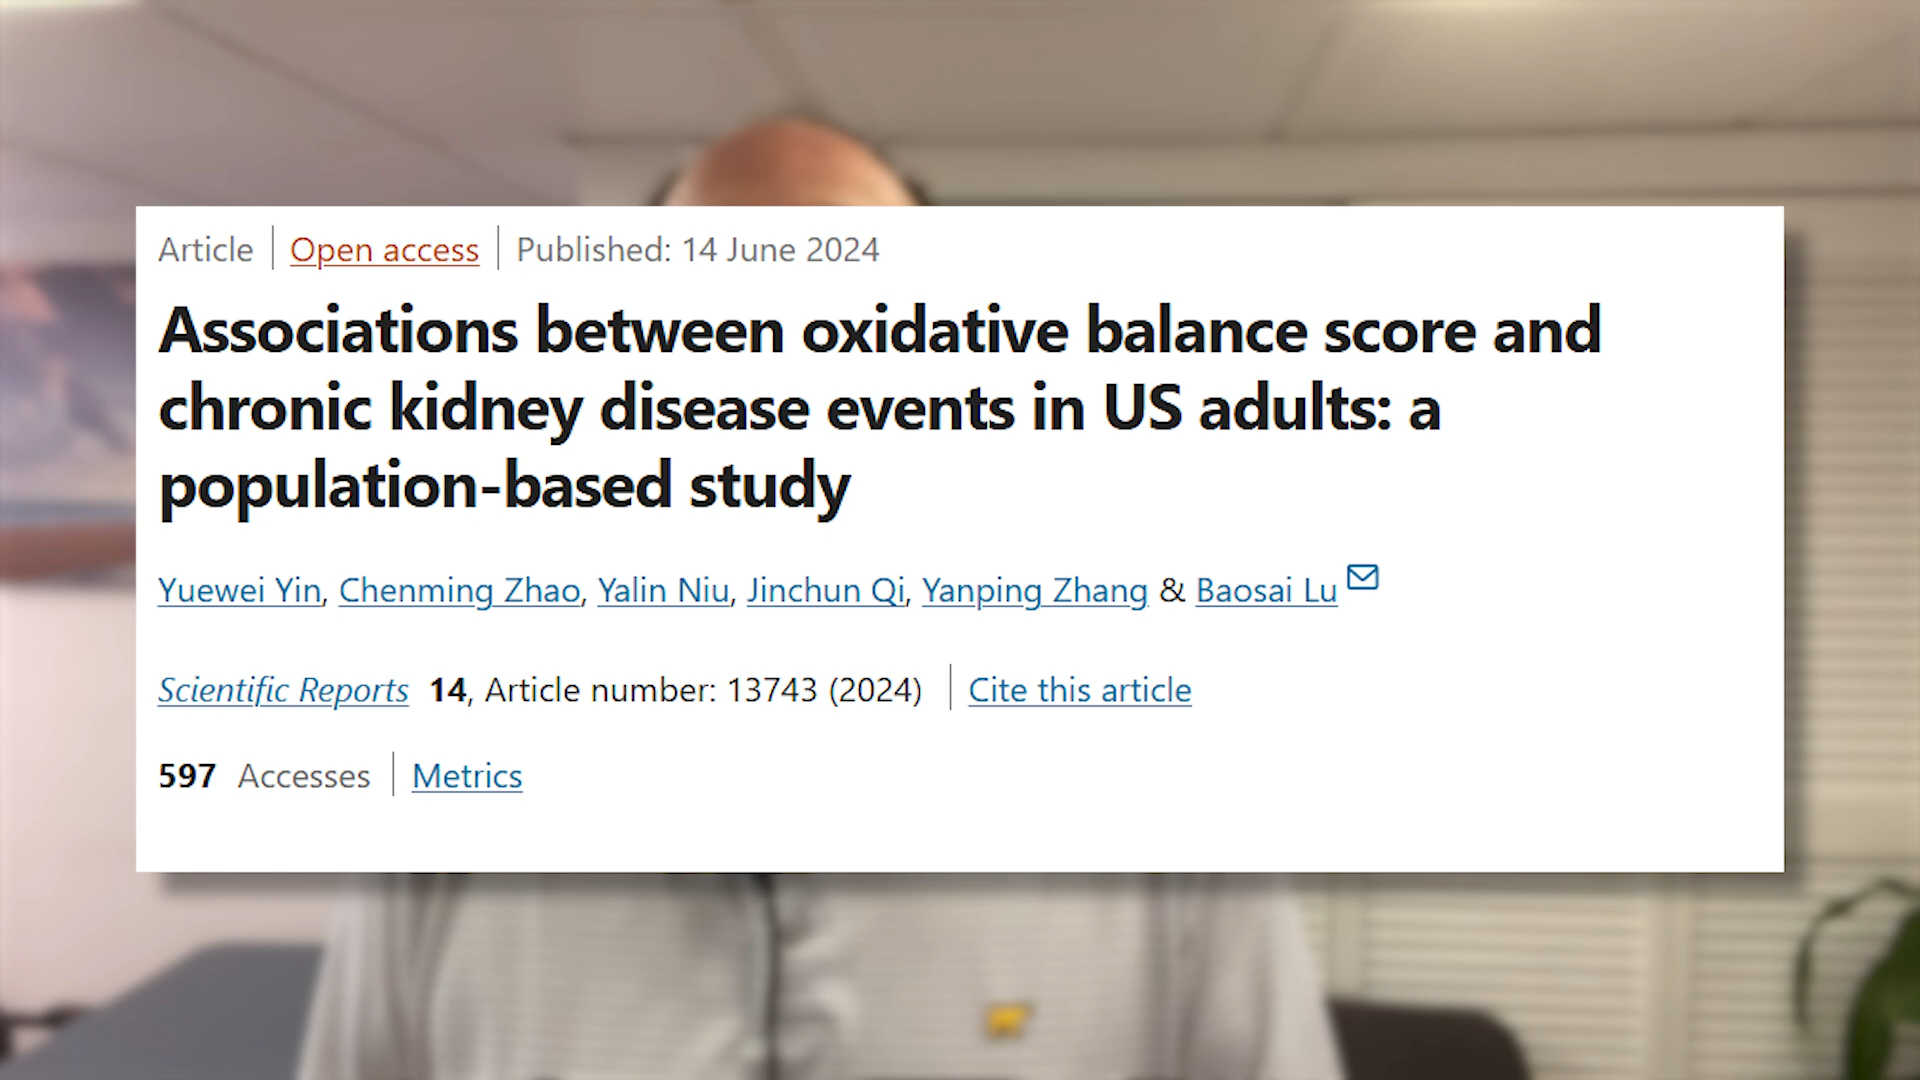 Article | Open access | Published: 14 June 2024
Associations between oxidative balance score and
chronic kidney disease events in US adults: a
population-based study
Yuewei Yin, Chenming Zhao, Yalin Niu, Jinchun Qi, Yanping Zhang & Baosai Lu
Scientific Reports 14, Article number: 13743 (2024) | Cite this article
597 Accesses | Metrics